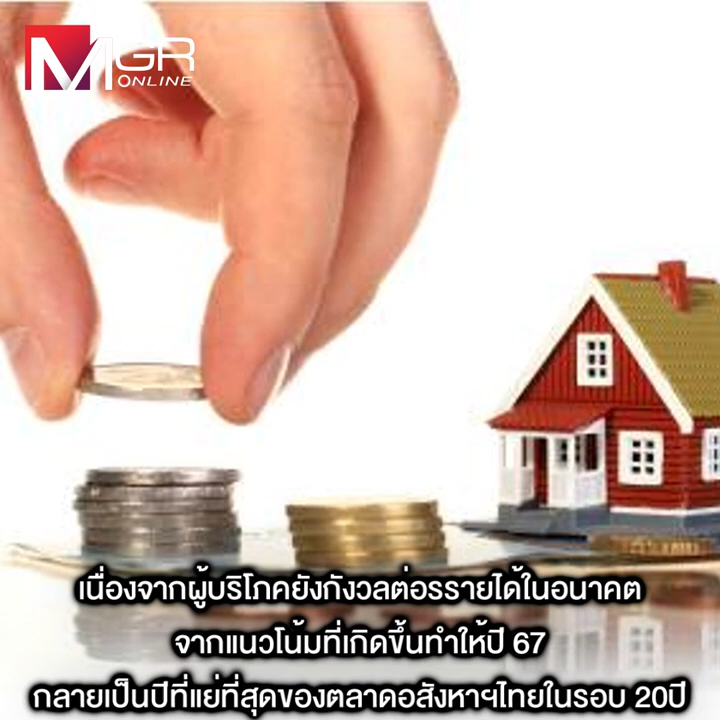 MGR
ONLINE
เนื่องจากผู้บริโภคยังกังวลต่อรรายได้ในอนาคต
จากแนวโน้มที่เกิดขึ้นทำให้ปี 67
กลายเป็นปีที่แย่ที่สุดของตลาดอสังหาฯไทยในรอบ 20ปี